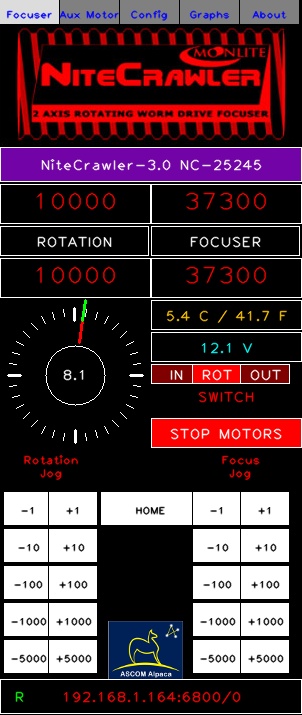 Focuser Aux Motor Config Graphs About
MOONLITE
NITECRAWLER
2 AXIS ROTATING WORM DRIVE FOCUSER
NiteCrawler-3.0 NC-25245
10000 37300
ROTATION FOCUSER
10000 37300
5.4 C / 41.7 F
12.1 V
8.1
IN ROT OUT
SWITCH
STOP MOTORS
Rotation Focus
Jog Jog
-1 +1 HOME -1 +1
-10 +10 -10 +10
-100 +100 -100 +100
-1000 +1000 -1000 +1000
-5000 +5000 -5000 +5000
ASCOM Alpaca
R 192.168.1.164:6800/0